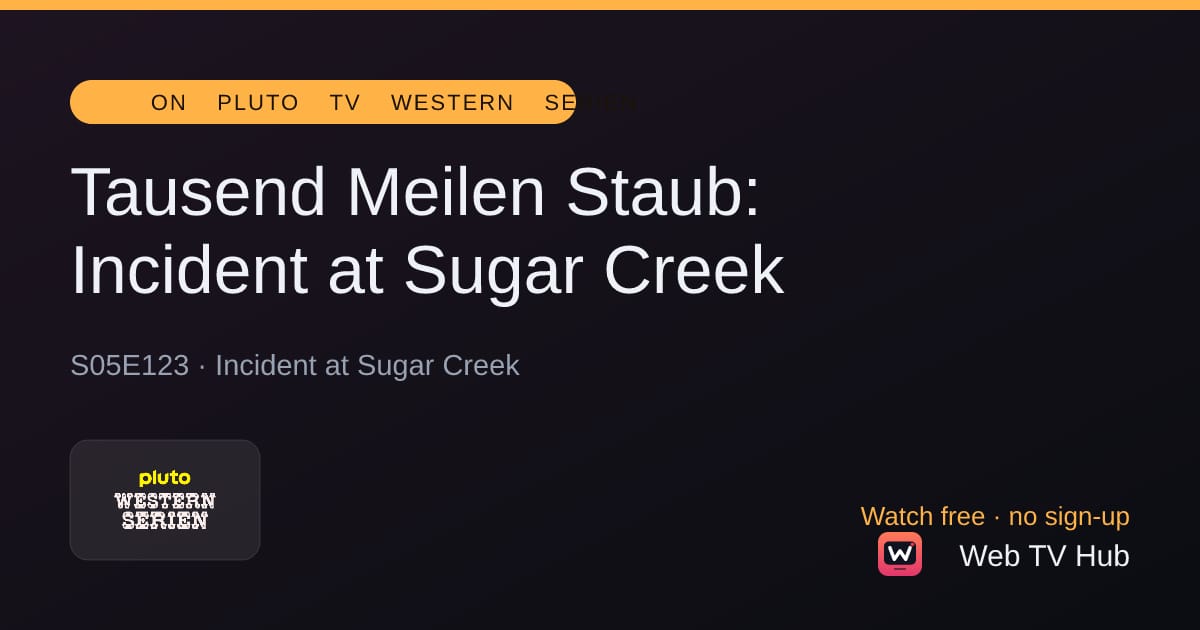 ON PLUTO TV WESTERN SERIEN
Tausend Meilen Staub:
Incident at Sugar Creek
S05E123 · Incident at Sugar Creek
pluto
WESTERN
SERIEN
Watch free · no sign-up
W
Web TV Hub